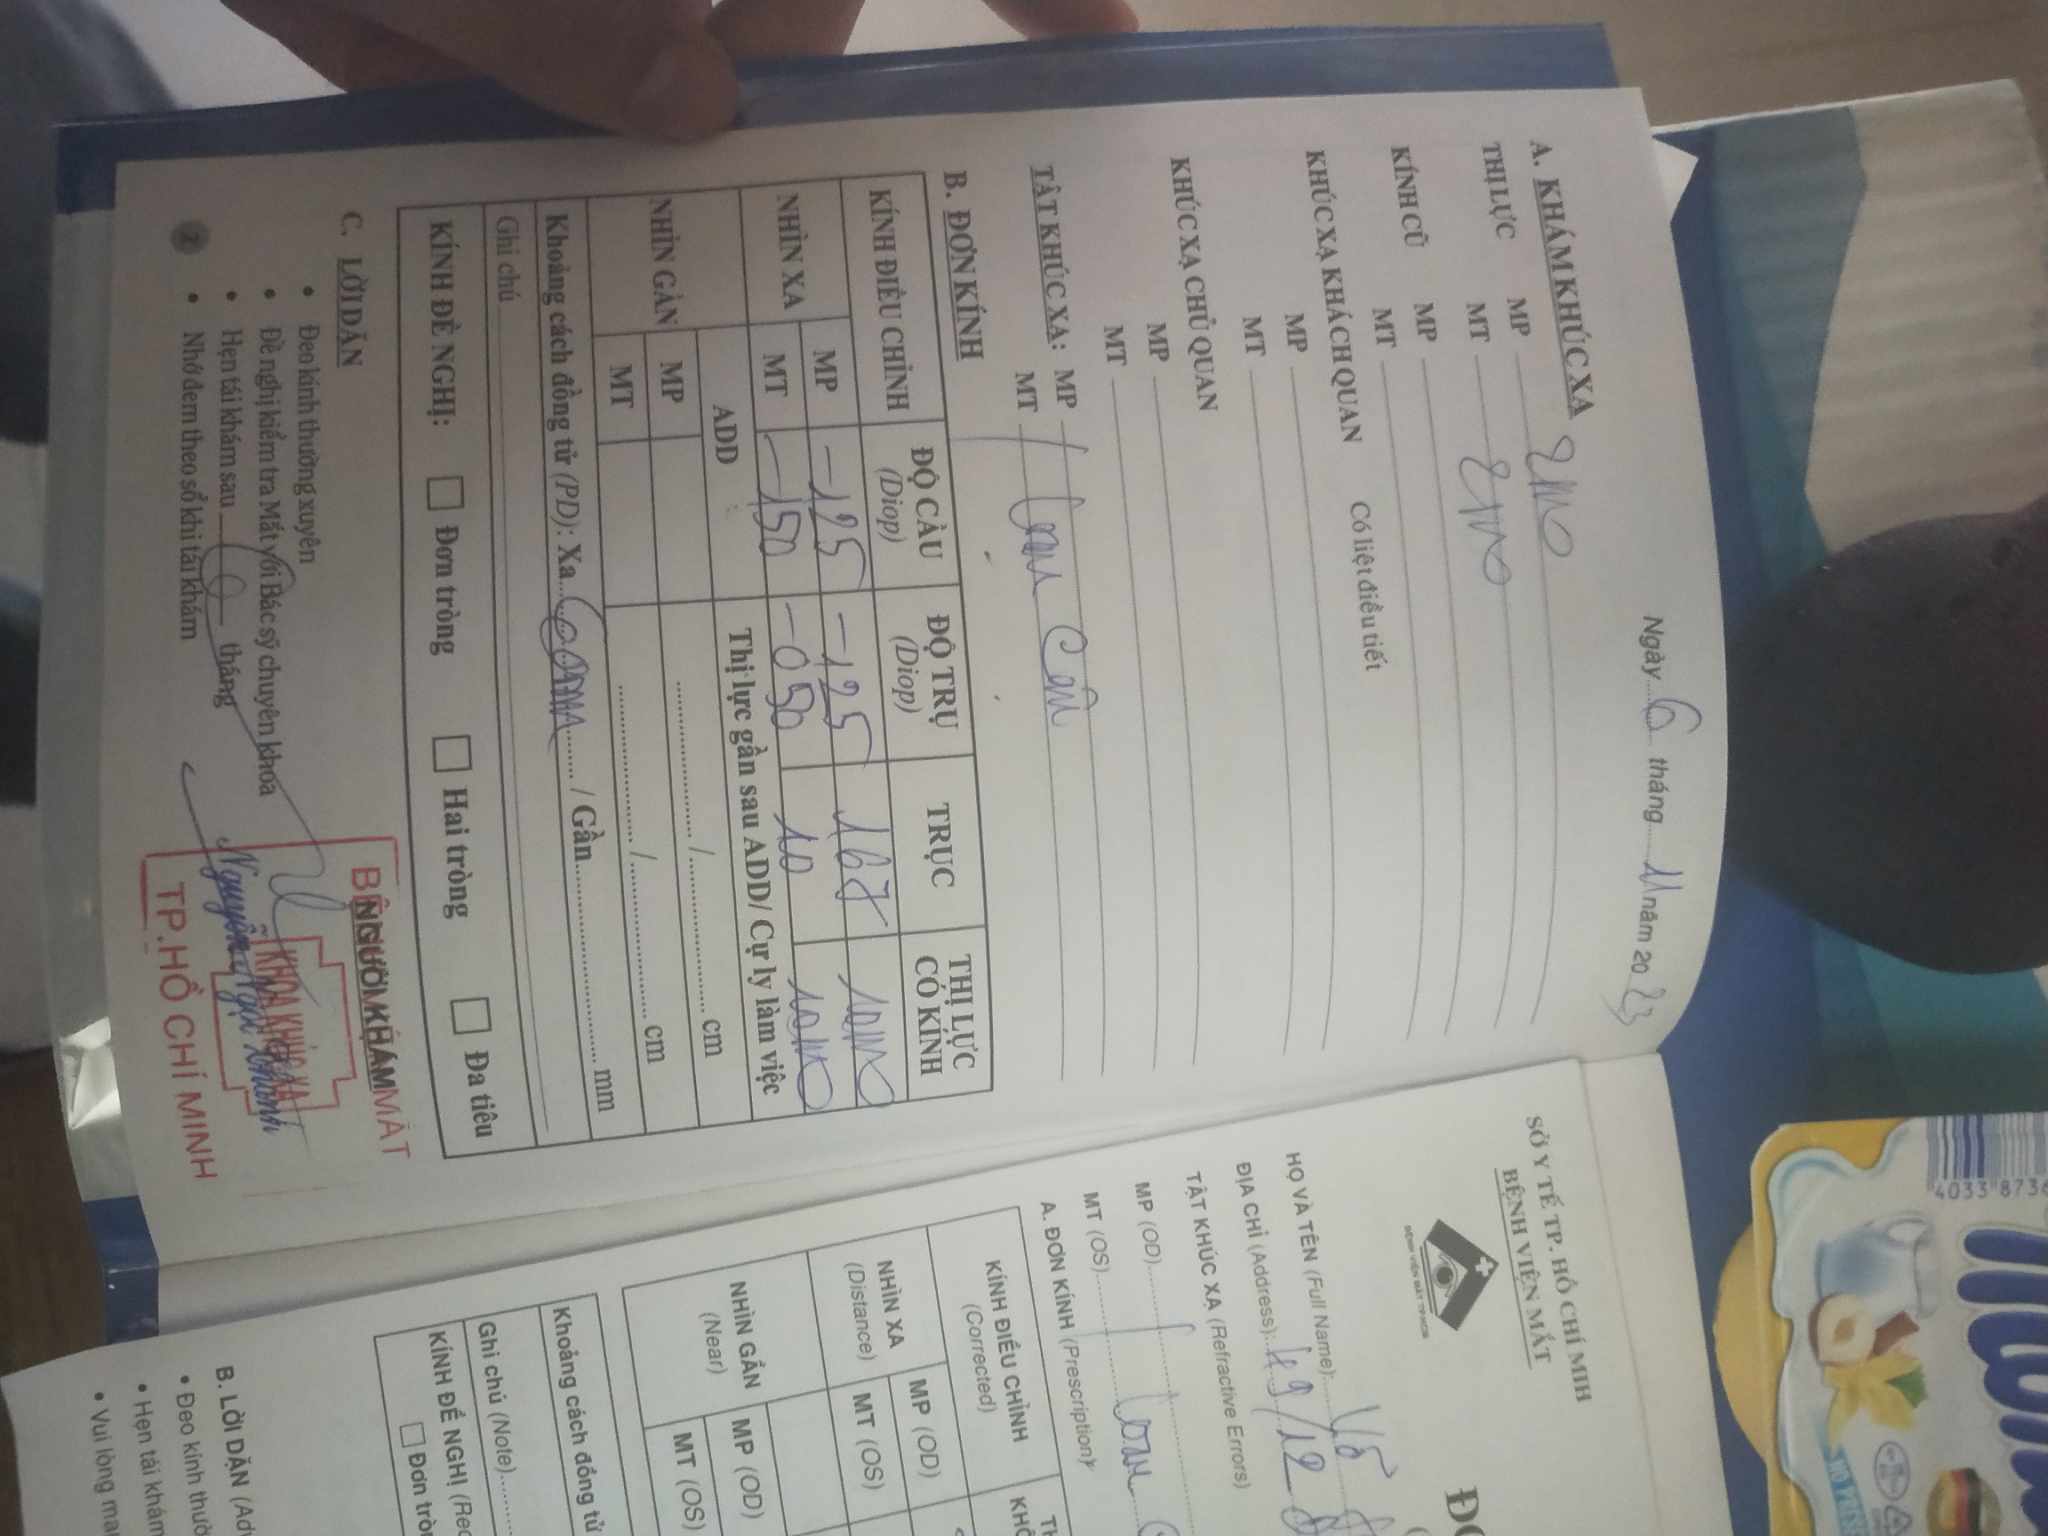 4033 873
NO PRESE
Ngày 6 tháng 11 năm 20 23
A. KHÁM KHÚC XẠ
THỊ LỰC MP 2/10
MT 2/10
KÍNH CŨ MP
MT
KHÚC XẠ KHÁCH QUAN Có liệt điều tiết
MP
MT
KHÚC XẠ CHỦ QUAN
MP
MT
TẬT KHÚC XẠ: MP
MT
B. ĐƠN KÍNH
KÍNH ĐIỀU CHỈNH ĐỘ CẦU (Diop) ĐỘ TRỤ (Diop) TRỤC THỊ LỰC CÓ KÍNH
NHÌN XA MP -125 -125 167 10/10
MT -150 -050 10 10/10
NHÌN GẦN ADD Thị lực gần sau ADD/ Cự ly làm việc
MP ......... / ......... cm
MT ......... / ......... cm
Khoảng cách đồng tử (PD): Xa 60mm / Gần ......... mm
Ghi chú
KÍNH ĐỀ NGHỊ: Đơn tròng Hai tròng Đa tiêu
C. LỜI DẶN
• Đeo kính thường xuyên
• Đề nghị kiểm tra Mắt với Bác sỹ chuyên khoa
• Hẹn tái khám sau 6 tháng
• Nhớ đem theo sổ khi tái khám
2
NGƯỜI KHÁM
BỆNH VIỆN MẮT
KHOA KHÚC XẠ
Nguyễn Ngọc
TP.HỒ CHÍ MINH
SỞ Y TẾ TP. HỒ CHÍ MIH
BỆNH VIỆN MẮT
BỆNH VIỆN MẮT TP.HCM
HỌ VÀ TÊN (Full Name): Võ
ĐỊA CHỈ (Address): 49/12
TẬT KHÚC XẠ (Refractive Errors)
MP (OD)
MT (OS)
A. ĐƠN KÍNH (Prescription)
KÍNH ĐIỀU CHỈNH (Corrected)
NHÌN XA (Distance) MP (OD)
MT (OS)
NHÌN GẦN (Near) MP (OD)
MT (OS)
Khoảng cách đồng tử
Ghi chú (Note)
KÍNH ĐỀ NGHỊ (Rec
Đơn tròn
B. LỜI DẶN (Adv
• Đeo kính thườ
• Hẹn tái khám
• Vui lòng ma